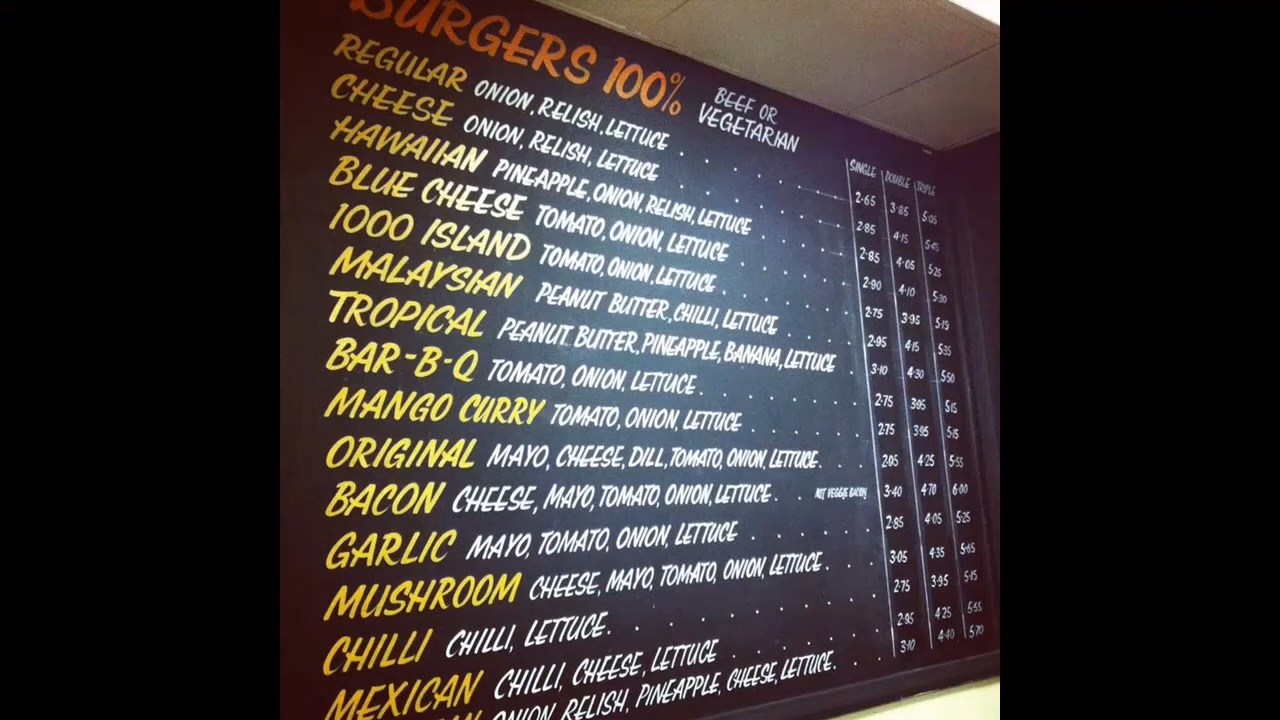 BURGERS 100% BEEF OR VEGETARIAN
SINGLE DOUBLE TRIPLE
REGULAR ONION, RELISH, LETTUCE 2·65 3·85 5·05
CHEESE ONION, RELISH, LETTUCE 2·85 4·15 5·45
HAWAIIAN PINEAPPLE, ONION, RELISH, LETTUCE 2·85 4·05 5·25
BLUE CHEESE TOMATO, ONION, LETTUCE 2·90 4·10 5·30
1000 ISLAND TOMATO, ONION, LETTUCE 2·75 3·95 5·15
MALAYSIAN PEANUT BUTTER, CHILLI, LETTUCE 2·95 4·15 5·35
TROPICAL PEANUT BUTTER, PINEAPPLE, BANANA, LETTUCE 3·10 4·30 5·50
BAR-B-Q TOMATO, ONION, LETTUCE 2·75 3·95 5·15
MANGO CURRY TOMATO, ONION, LETTUCE 2·75 3·95 5·15
ORIGINAL MAYO, CHEESE, DILL, TOMATO, ONION, LETTUCE 2·95 4·25 5·55
BACON CHEESE, MAYO, TOMATO, ONION, LETTUCE NOT VEGGIE BACON 3·40 4·70 6·00
GARLIC MAYO, TOMATO, ONION, LETTUCE 2·85 4·05 5·25
MUSHROOM CHEESE, MAYO, TOMATO, ONION, LETTUCE 3·05 4·35 5·65
CHILLI CHILLI, LETTUCE 2·75 3·95 5·15
MEXICAN CHILLI, CHEESE, LETTUCE 2·95 4·25 5·55
ONION, RELISH, PINEAPPLE, CHEESE, LETTUCE 3·10 4·40 5·70